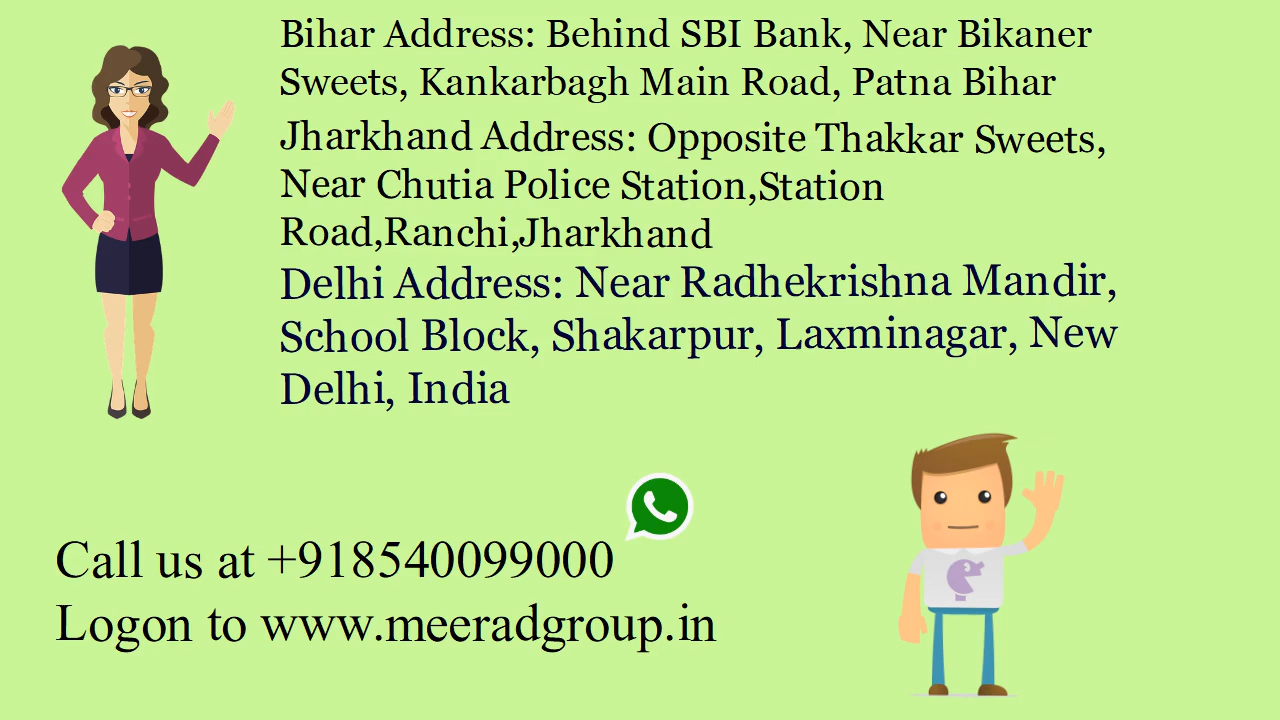 Bihar Address: Behind SBI Bank, Near Bikaner
Sweets, Kankarbagh Main Road, Patna Bihar
Jharkhand Address: Opposite Thakkar Sweets,
Near Chutia Police Station,Station
Road,Ranchi,Jharkhand
Delhi Address: Near Radhekrishna Mandir,
School Block, Shakarpur, Laxminagar, New
Delhi, India
Call us at +918540099000
Logon to www.meeradgroup.in